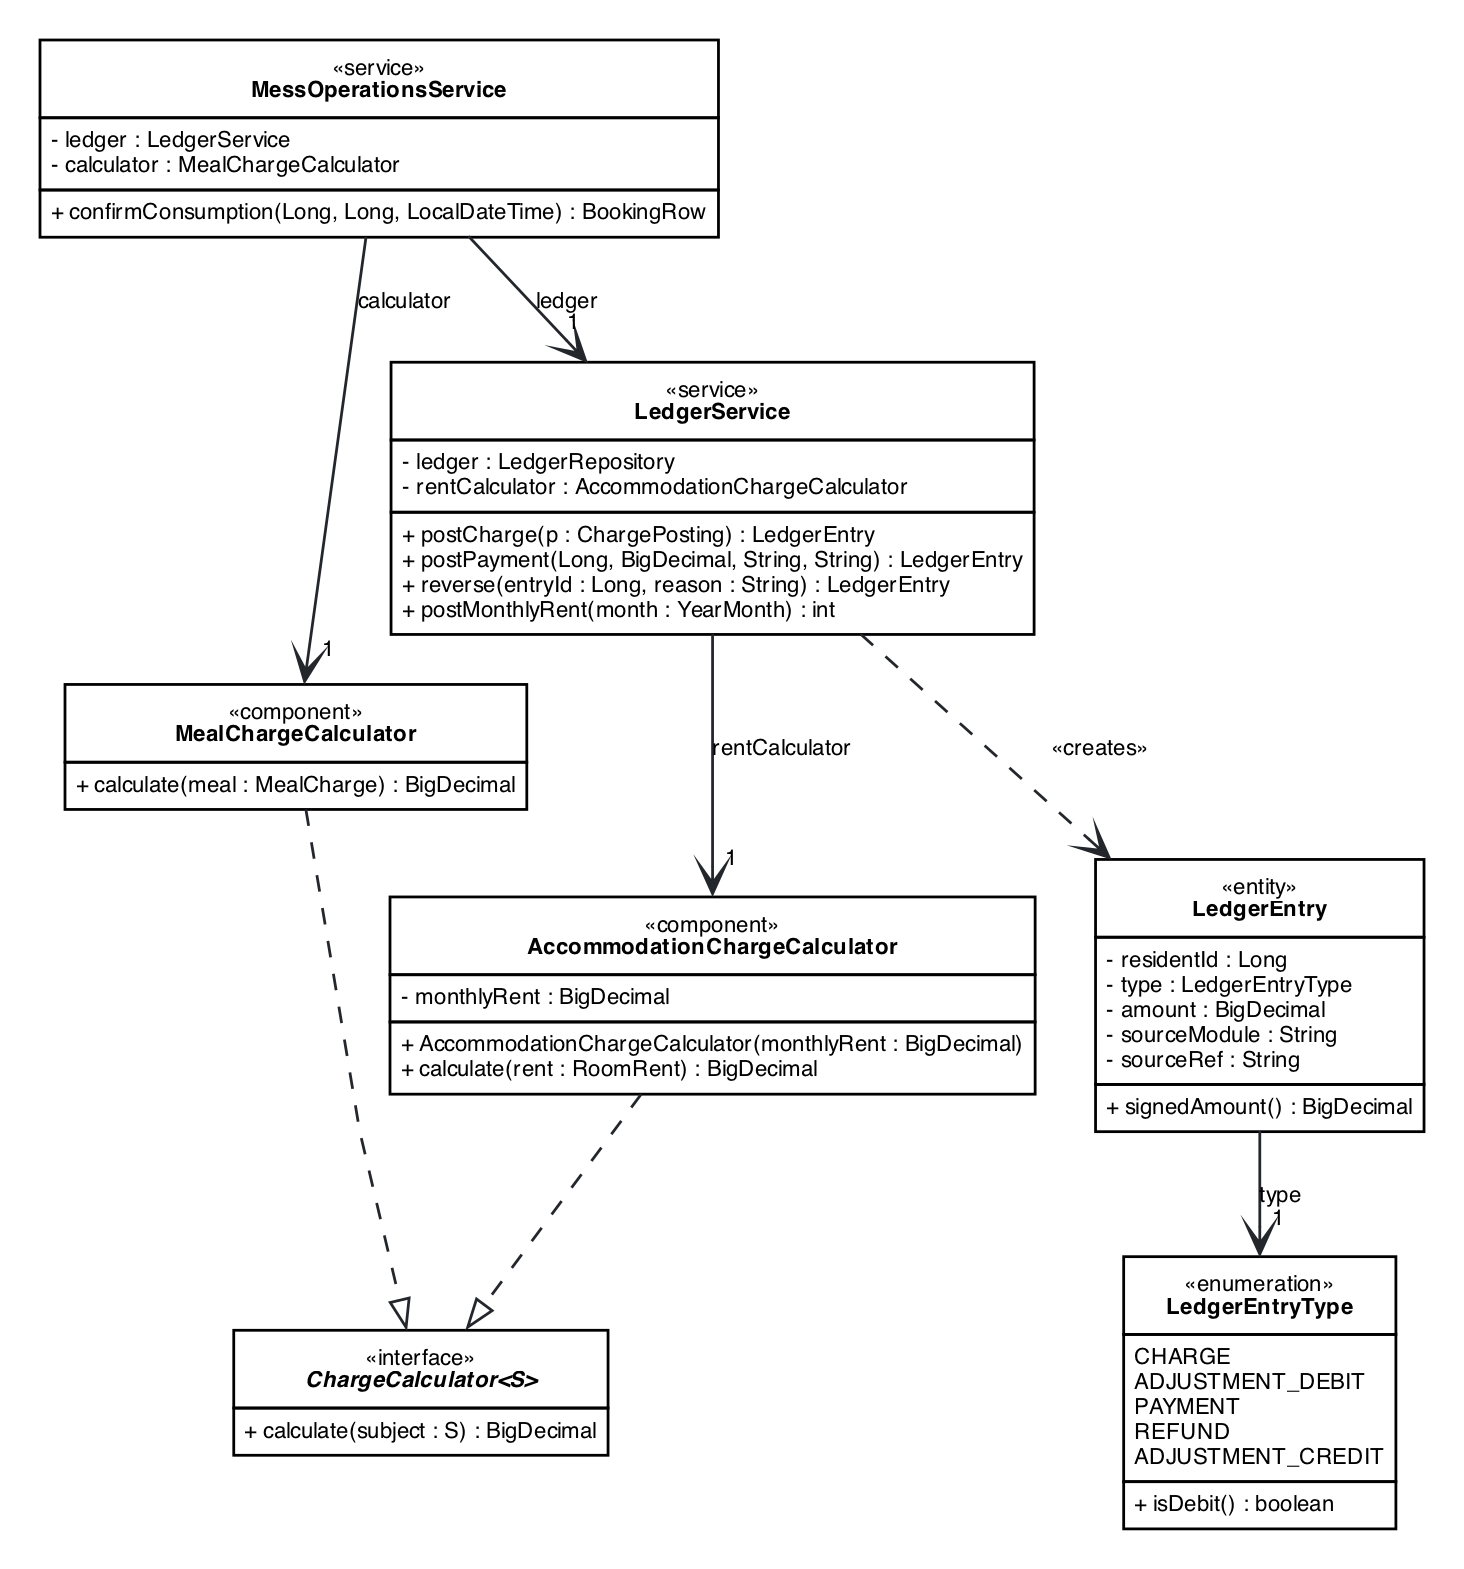 «service»
MessOperationsService
- ledger : LedgerService
- calculator : MealChargeCalculator
+ confirmConsumption(Long, Long, LocalDateTime) : BookingRow
calculator
ledger
1
«service»
LedgerService
- ledger : LedgerRepository
- rentCalculator : AccommodationChargeCalculator
+ postCharge(p : ChargePosting) : LedgerEntry
+ postPayment(Long, BigDecimal, String, String) : LedgerEntry
+ reverse(entryId : Long, reason : String) : LedgerEntry
+ postMonthlyRent(month : YearMonth) : int
1
«component»
MealChargeCalculator
+ calculate(meal : MealCharge) : BigDecimal
rentCalculator
«creates»
1
«component»
AccommodationChargeCalculator
- monthlyRent : BigDecimal
+ AccommodationChargeCalculator(monthlyRent : BigDecimal)
+ calculate(rent : RoomRent) : BigDecimal
«entity»
LedgerEntry
- residentId : Long
- type : LedgerEntryType
- amount : BigDecimal
- sourceModule : String
- sourceRef : String
+ signedAmount() : BigDecimal
type
1
«interface»
ChargeCalculator<S>
+ calculate(subject : S) : BigDecimal
«enumeration»
LedgerEntryType
CHARGE
ADJUSTMENT_DEBIT
PAYMENT
REFUND
ADJUSTMENT_CREDIT
+ isDebit() : boolean